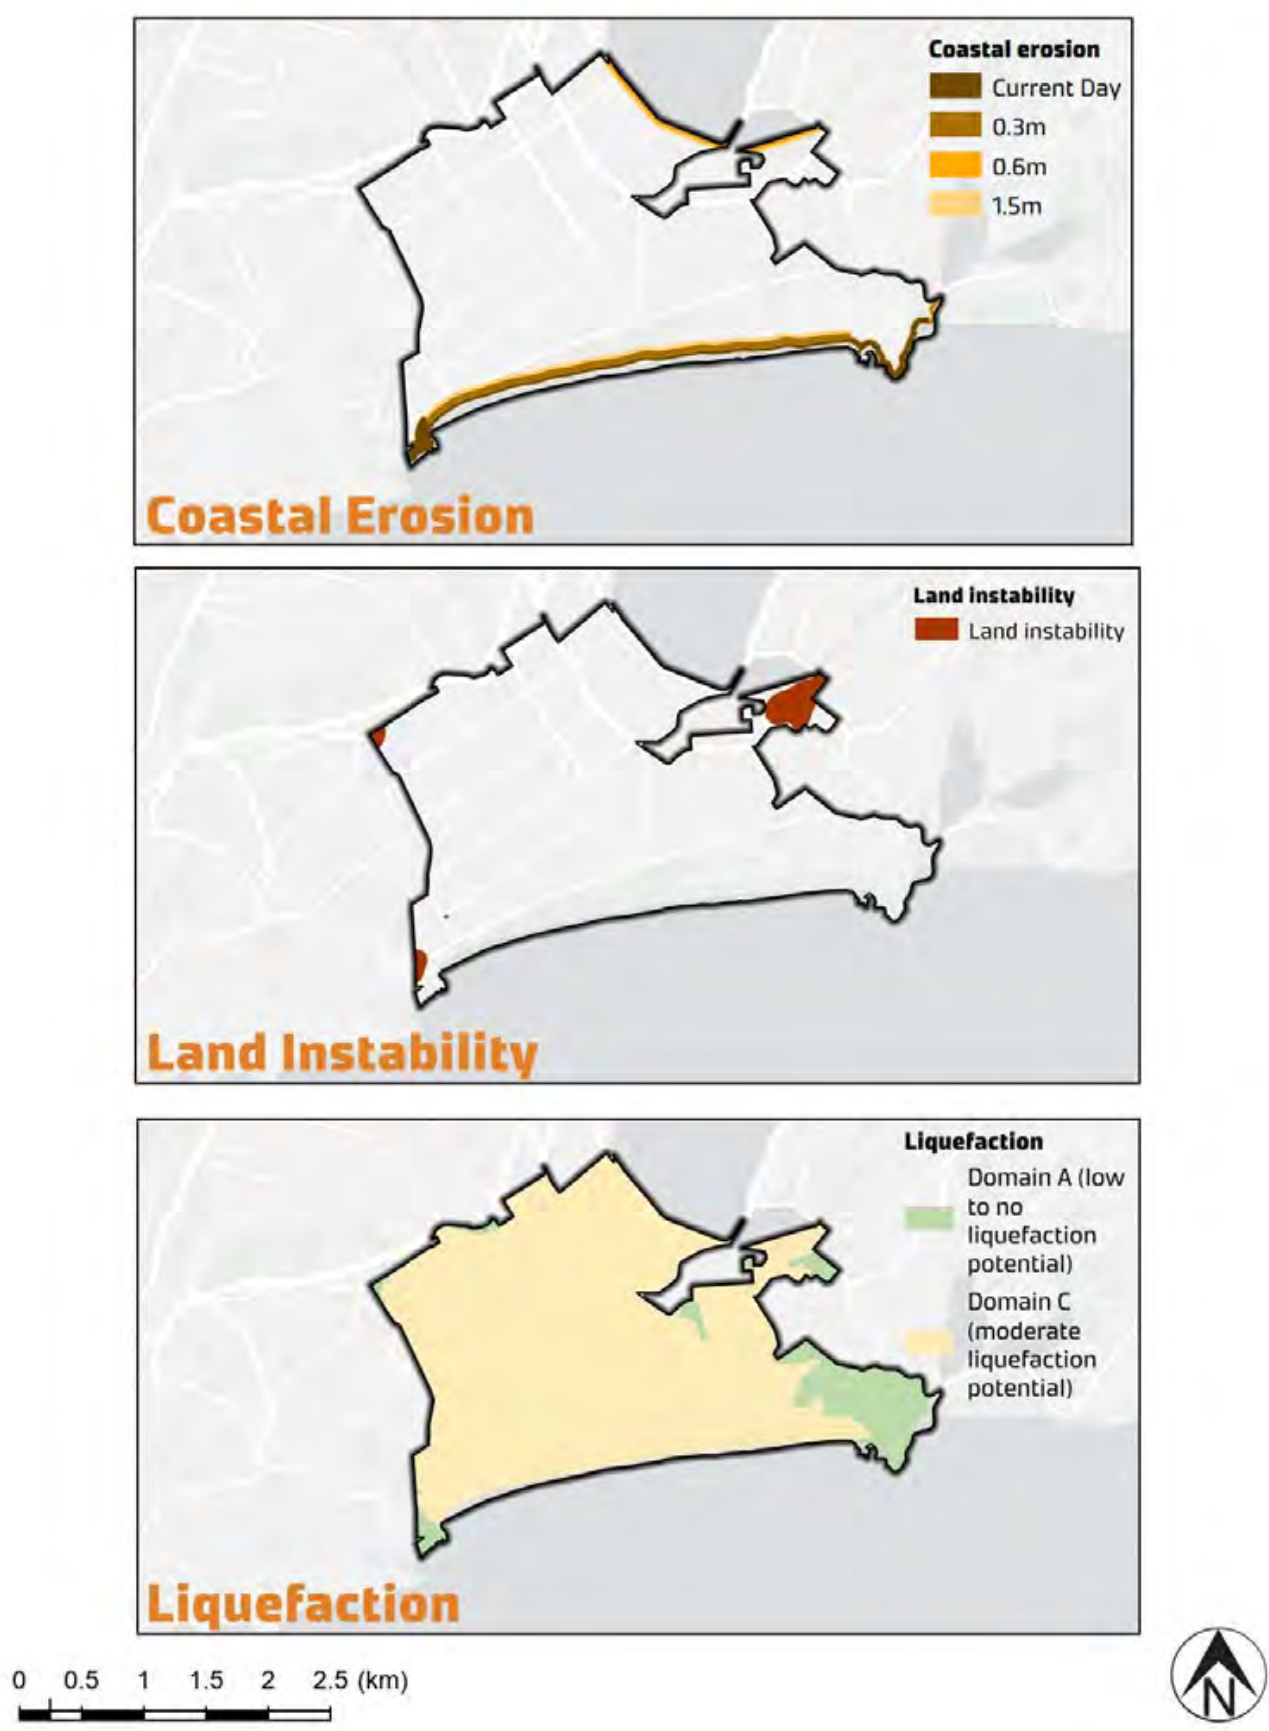 Coastal erosion
Current Day
0.3m
0.6m
1.5m
Coastal Erosion
Land instability
Land instability
Land Instability
Liquefaction
Domain A (low
to no
liquefaction
potential)
Domain C
(moderate
liquefaction
potential)
Liquefaction
0 0.5 1 1.5 2 2.5 (km)
N